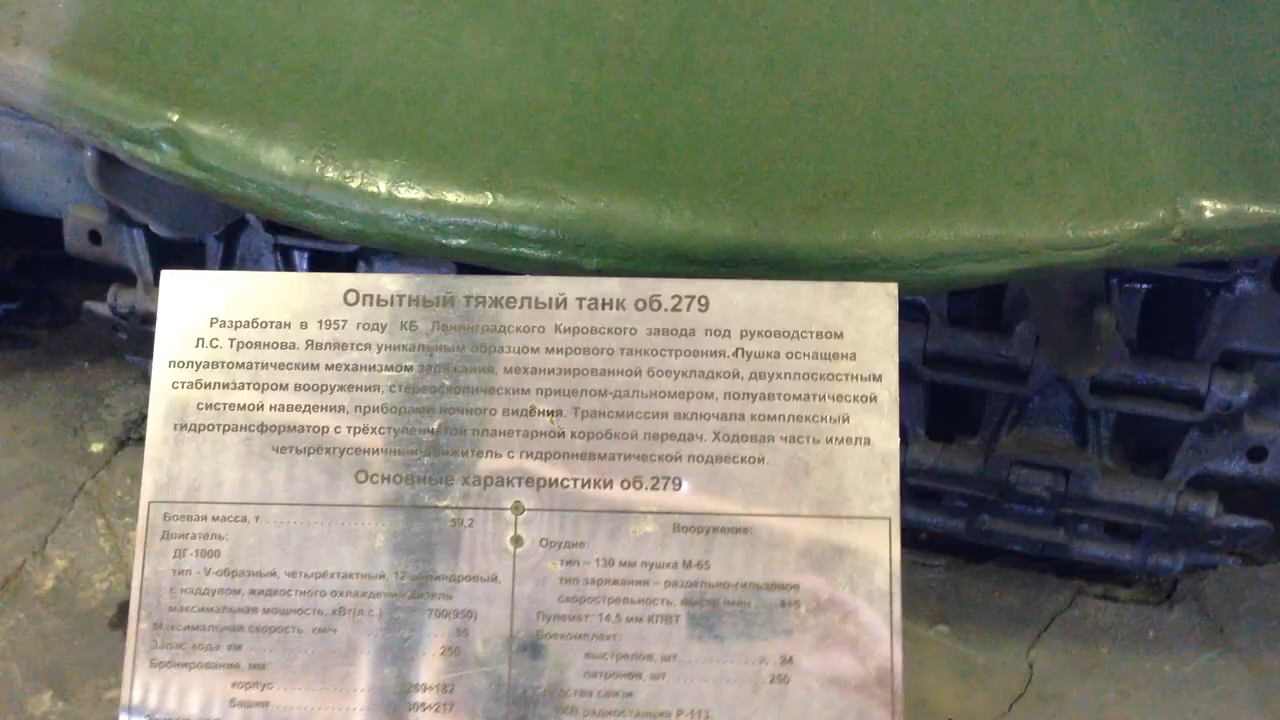 Опытный тяжелый танк об.279
Разработан в 1957 году КБ Ленинградского Кировского завода под руководством
Л.С. Троянова. Является уникальным образцом мирового танкостроения. Пушка оснащена
полуавтоматическим механизмом заряжания, механизированной боеукладкой, двухплоскостным
стабилизатором вооружения, стереоскопическим прицелом-дальномером, полуавтоматической
системой наведения, приборами ночного видения. Трансмиссия включала комплексный
гидротрансформатор с трёхступенчатой планетарной коробкой передач. Ходовая часть имела
четырёхгусеничный движитель с гидропневматической подвеской.
Основные характеристики об.279
Боевая масса, т. 59,2
Двигатель:
ДГ-1000
тип - V-образный, четырёхтактный, 12-цилиндровый,
с наддувом, жидкостного охлаждения дизель
максимальная мощность, кВт(л.с.) 700(950)
Максимальная скорость, км/ч 55
Запас хода, км 250
Бронирование, мм:
корпус
башни 305÷217
Вооружение:
Орудие:
тип – 130 мм пушка М-65
тип заряжания – раздельно-гильзовое
скорострельность,
Пулемет: 14,5 мм КПВТ
Боекомплект:
выстрелов, шт. 24
патронов, шт. 250
Средства связи
УКВ радиостанция Р-113